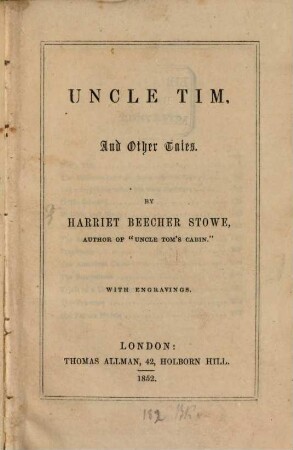 UNCLE TIM,
And Other Tales.
BY
HARRIET BEECHER STOWE,
AUTHOR OF "UNCLE TOM'S CABIN."
WITH ENGRAVINGS.
LONDON:
THOMAS ALLMAN, 42, HOLBORN HILL.
1852.